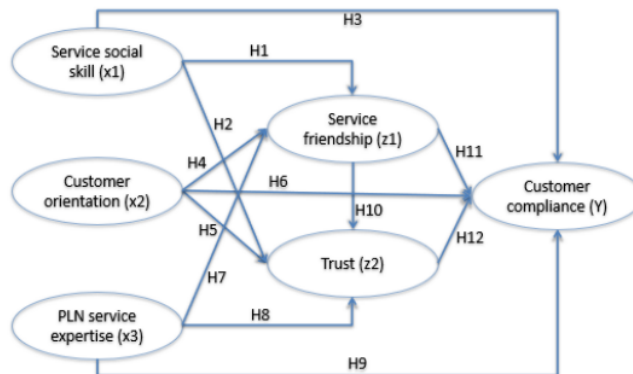 H3
Service social
skill (x1)
H1
H2
Service
friendship (z1)
H4
H11
Customer
orientation (x2)
H6
Customer
compliance (Y)
H10
H5
H12
H7
Trust (z2)
PLN service
expertise (x3)
H8
H9